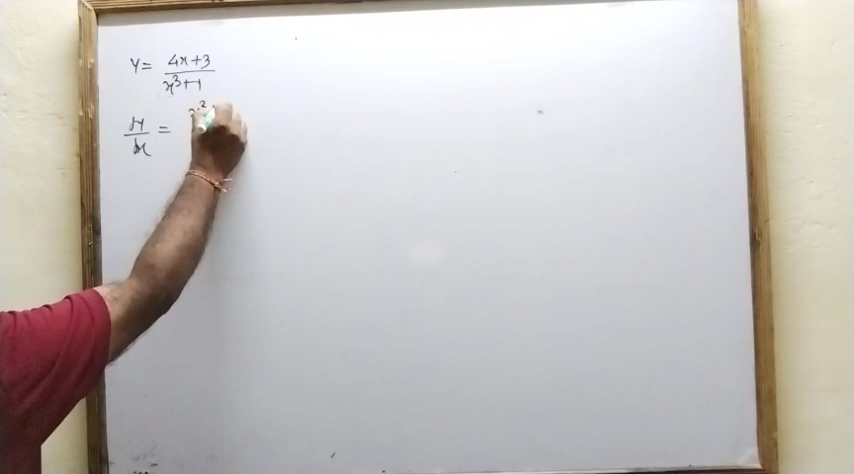 y = (4x+3)/(x³+1)
dy/dx =